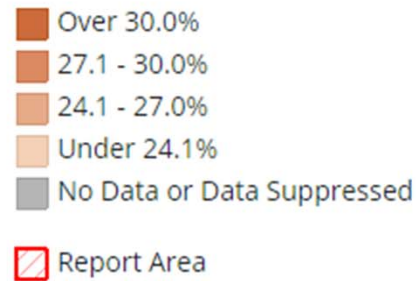 Over 30.0%
27.1 - 30.0%
24.1 - 27.0%
Under 24.1%
No Data or Data Suppressed
Report Area